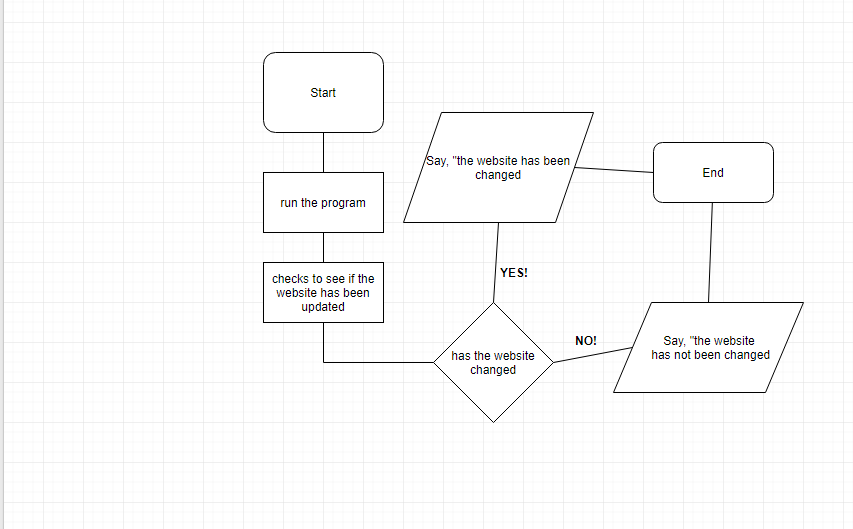 Start
run the program
checks to see if the
website has been
updated
has the website
changed
YES!
Say, "the website has been
changed
NO!
Say, "the website
has not been changed
End